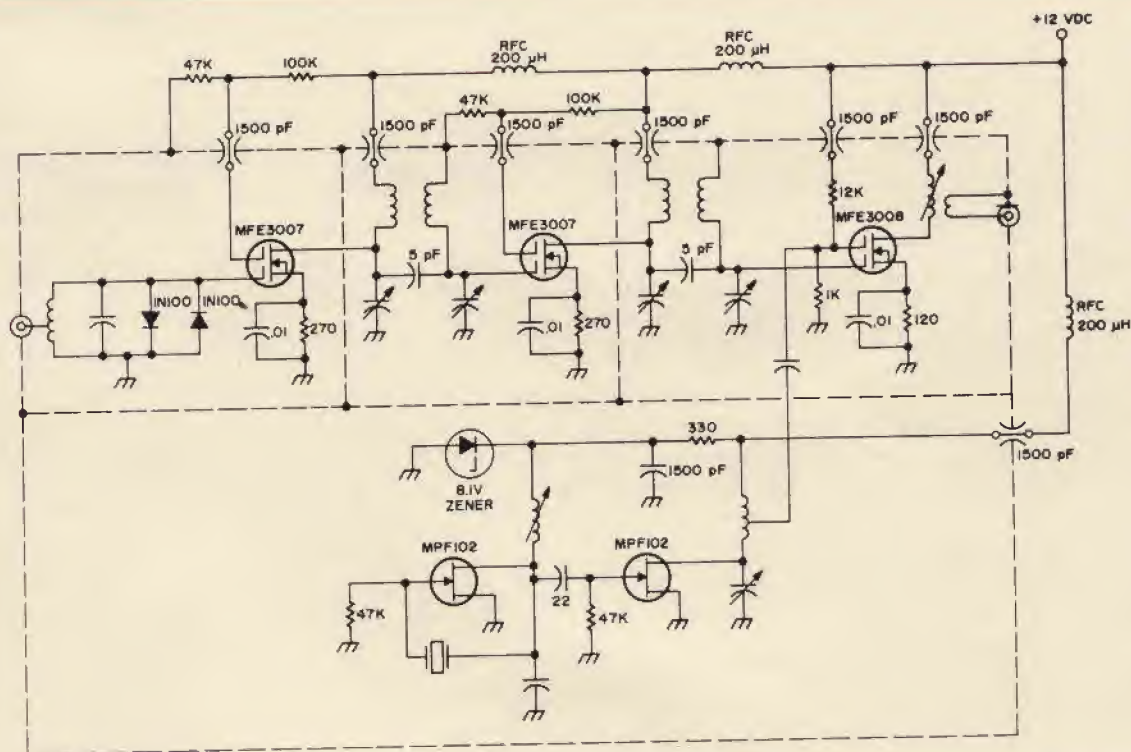 +12 VDC
RFC
200 µH
RFC
200 µH
47K
100K
47K
100K
1500 pF
1500 pF
1500 pF
1500 pF
1500 pF
1500 pF
12K
MFE3007
MFE3007
MFE3008
5 pF
5 pF
IN100
IN100
.01
270
.01
270
1K
.01
120
RFC
200 µH
330
1500 pF
1500 pF
8.1V
ZENER
MPF102
MPF102
22
47K
47K